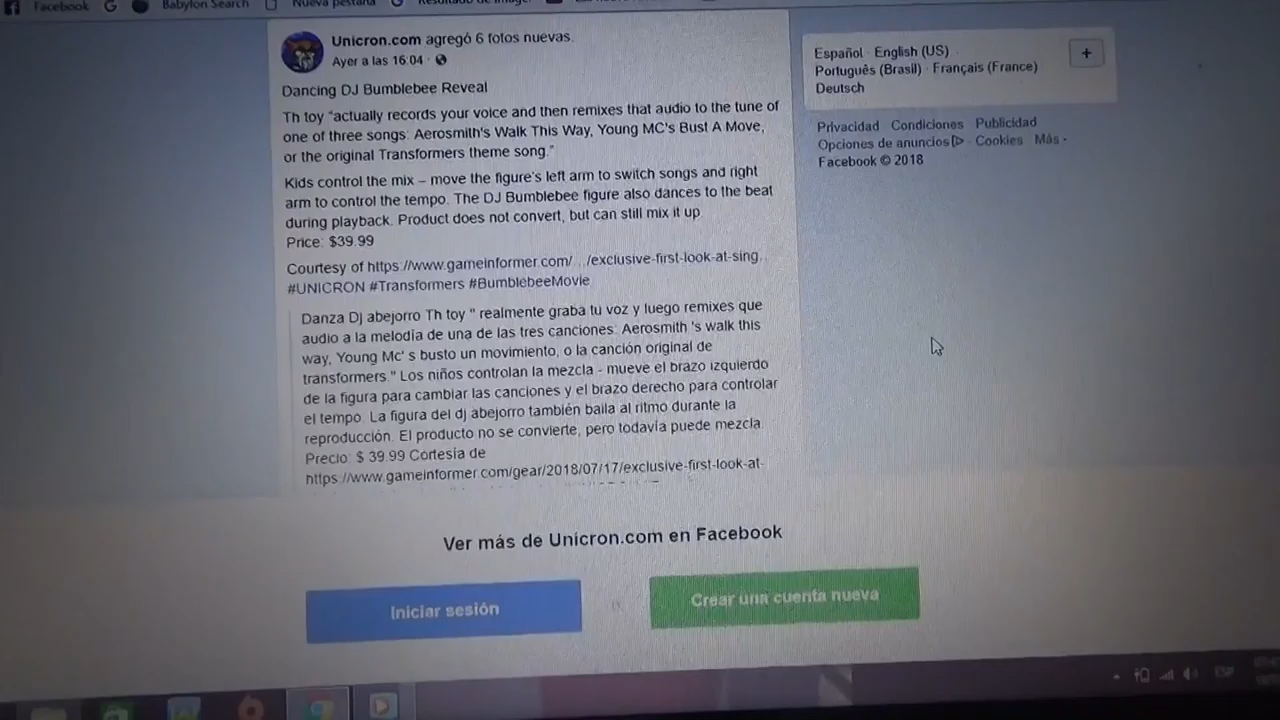 Facebook
Babylon Search
Nueva pestaña
Resultado de imager
Unicron.com agregó 6 fotos nuevas.
Ayer a las 16:04 ·
Dancing DJ Bumblebee Reveal
Th toy “actually records your voice and then remixes that audio to the tune of
one of three songs: Aerosmith's Walk This Way, Young MC's Bust A Move,
or the original Transformers theme song.”
Kids control the mix – move the figure's left arm to switch songs and right
arm to control the tempo. The DJ Bumblebee figure also dances to the beat
during playback. Product does not convert, but can still mix it up
Price: $39.99
Courtesy of https://www.gameinformer.com/…/exclusive-first-look-at-sing…
#UNICRON #Transformers #BumblebeeMovie
Danza Dj abejorro Th toy " realmente graba tu voz y luego remixes que
audio a la melodía de una de las tres canciones: Aerosmith 's walk this
way, Young Mc' s busto un movimiento, o la canción original de
transformers." Los niños controlan la mezcla - mueve el brazo izquierdo
de la figura para cambiar las canciones y el brazo derecho para controlar
el tempo. La figura del dj abejorro también baila al ritmo durante la
reproducción. El producto no se convierte, pero todavía puede mezcla
Precio: $ 39.99 Cortesía de
https://www.gameinformer.com/gear/2018/07/17/exclusive-first-look-at-
Español · English (US) ·
Português (Brasil) · Français (France) ·
Deutsch
+
Privacidad · Condiciones · Publicidad ·
Opciones de anuncios · Cookies · Más
Facebook © 2018
Ver más de Unicron.com en Facebook
Iniciar sesión
Crear una cuenta nueva
ESP